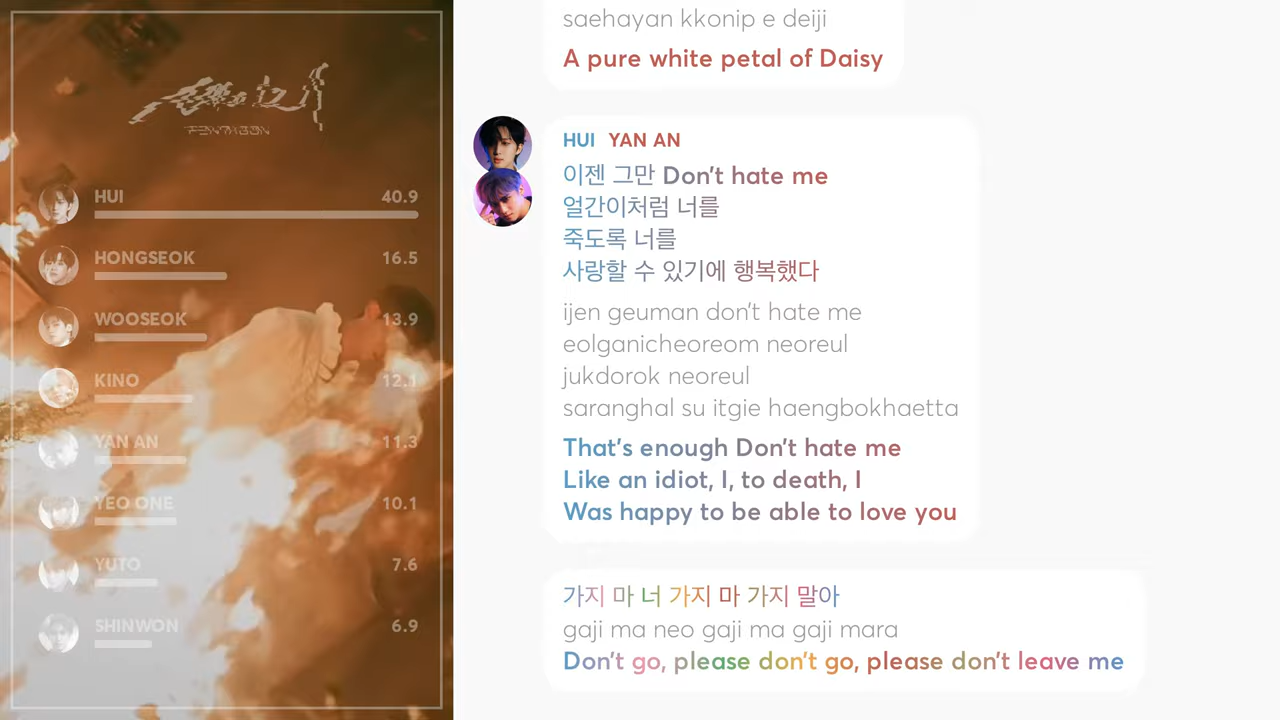 PENTAGON
HUI 40.9
HONGSEOK 16.5
WOOSEOK 13.9
KINO 12.1
YAN AN 11.3
YEO ONE 10.1
YUTO 7.6
SHINWON 6.9
saehayan kkonip e deiji
A pure white petal of Daisy
HUI YAN AN
이젠 그만 Don't hate me
얼간이처럼 너를
죽도록 너를
사랑할 수 있기에 행복했다
ijen geuman don't hate me
eolganicheoreom neoreul
jukdorok neoreul
saranghal su itgie haengbokhaetta
That's enough Don't hate me
Like an idiot, I, to death, I
Was happy to be able to love you
가지 마 너 가지 마 가지 말아
gaji ma neo gaji ma gaji mara
Don't go, please don't go, please don't leave me